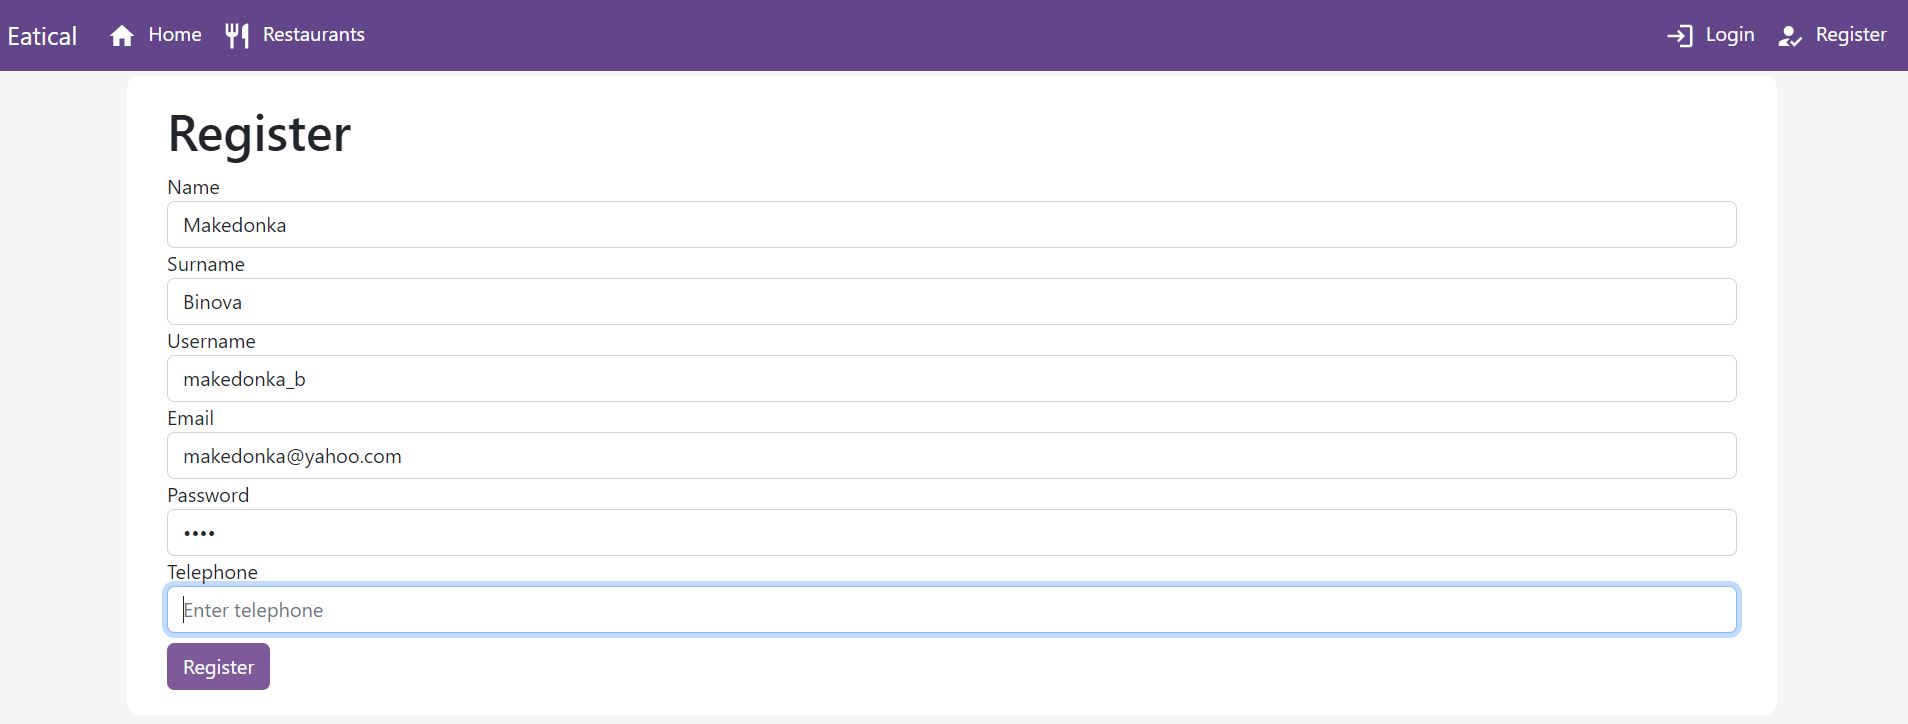 Eatical Home Restaurants Login Register
Register
Name
Makedonka
Surname
Binova
Username
makedonka_b
Email
makedonka@yahoo.com
Password
••••
Telephone
Enter telephone
Register